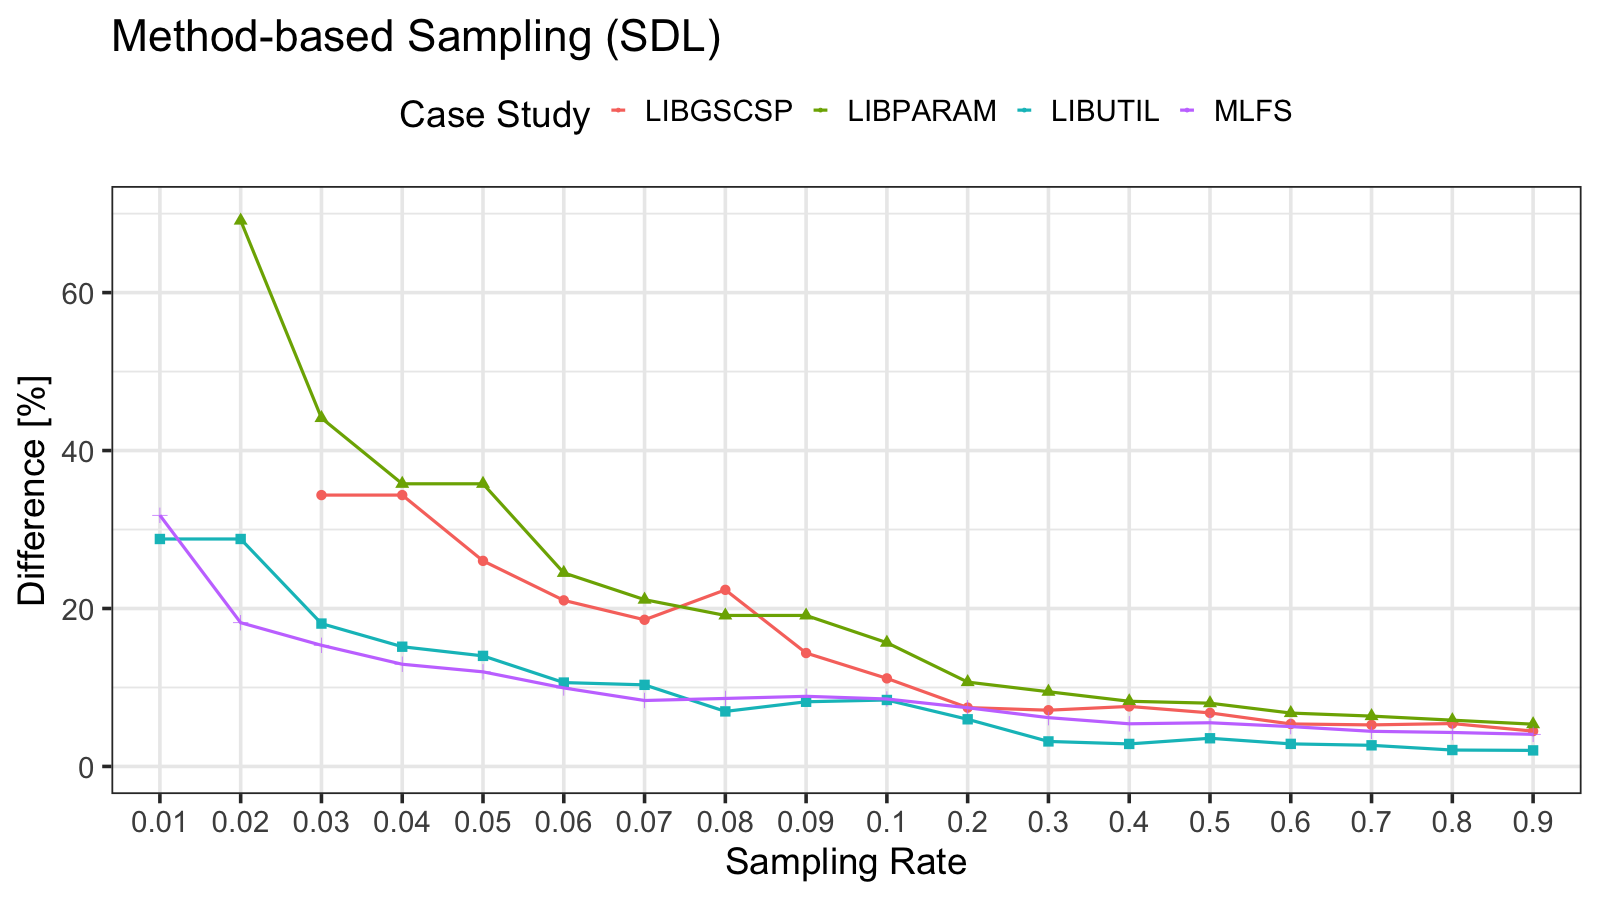 Method-based Sampling (SDL)
Case Study LIBGSCSP LIBPARAM LIBUTIL MLFS
Difference [%]
60
40
20
0
0.01 0.02 0.03 0.04 0.05 0.06 0.07 0.08 0.09 0.1 0.2 0.3 0.4 0.5 0.6 0.7 0.8 0.9
Sampling Rate